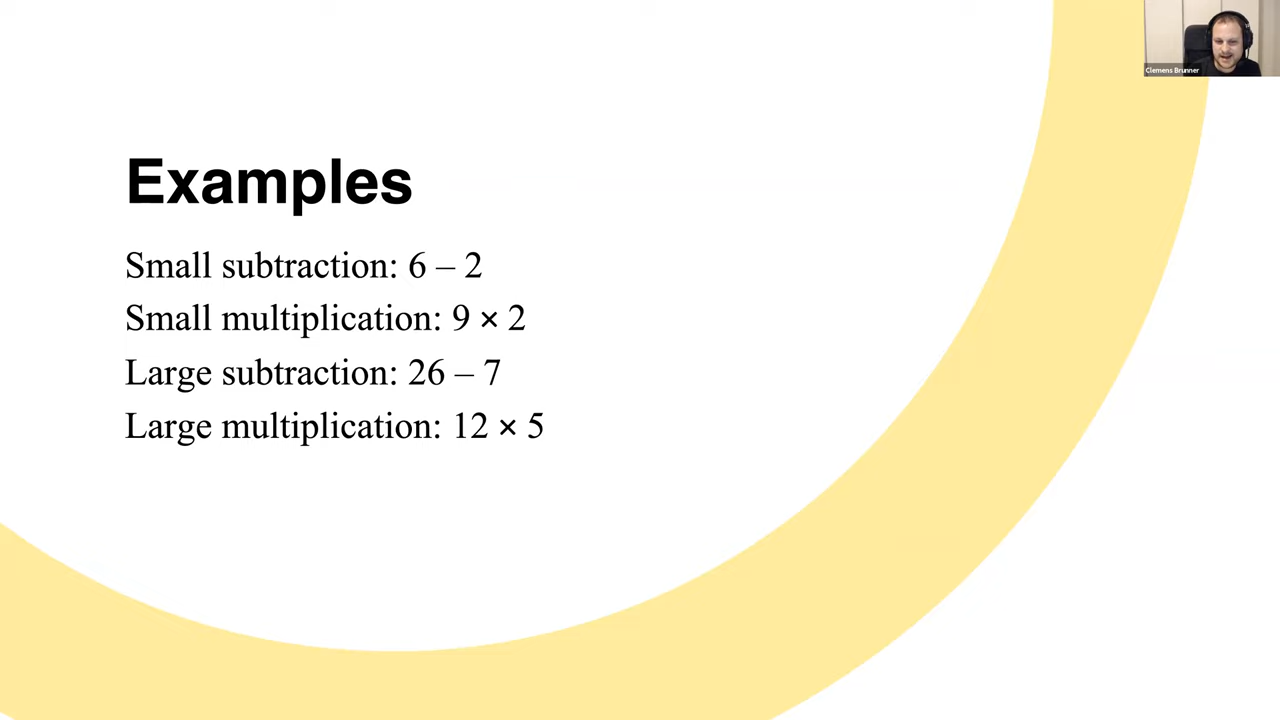 Clemens Brunner
Examples
Small subtraction: 6 – 2
Small multiplication: 9 × 2
Large subtraction: 26 – 7
Large multiplication: 12 × 5